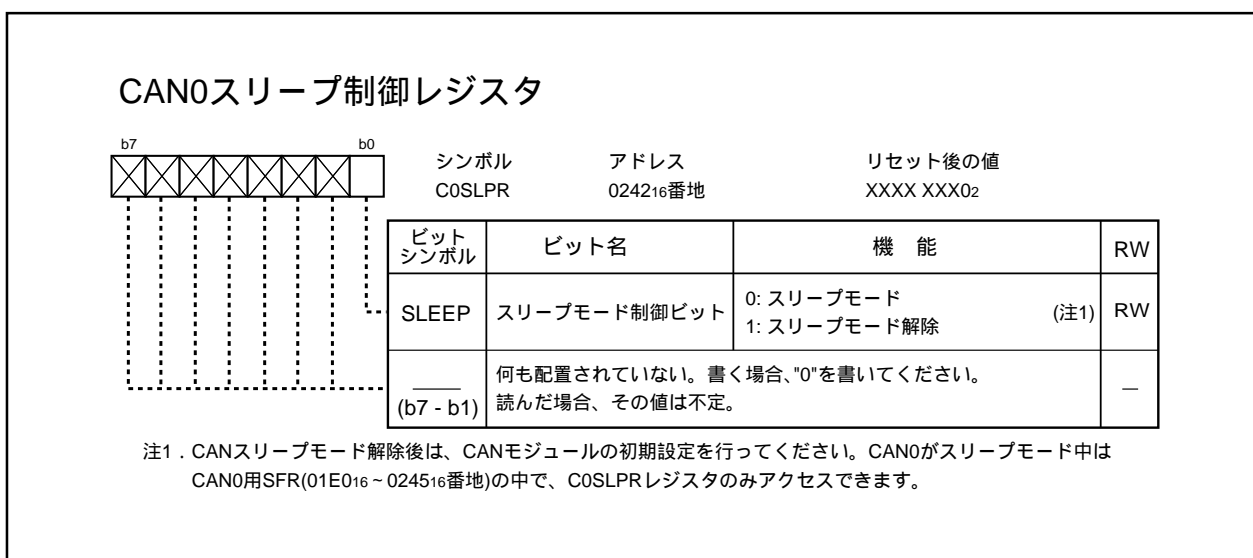 CAN0スリープ制御レジスタ
b7 b0
シンボル アドレス リセット後の値
C0SLPR 024216番地 XXXX XXX02
ビット
シンボル
ビット名 機 能 RW
SLEEP スリープモード制御ビット
0: スリープモード
1: スリープモード解除
(注1) RW
(b7 - b1)
何も配置されていない。書く場合、"0"を書いてください。
読んだ場合、その値は不定。
―
注1．CANスリープモード解除後は、CANモジュールの初期設定を行ってください。CAN0がスリープモード中は
CAN0用SFR(01E016～024516番地)の中で、C0SLPRレジスタのみアクセスできます。